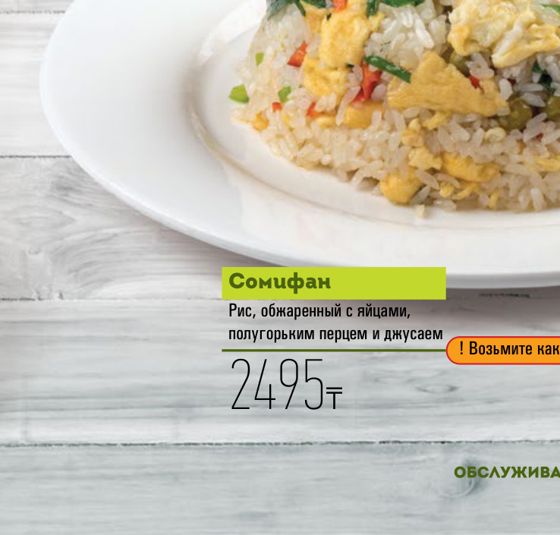 Сомифан
Рис, обжаренный с яйцами,
полугорьким перцем и джусаем
! Возьмите как
2495₸
ОБСЛУЖИВА